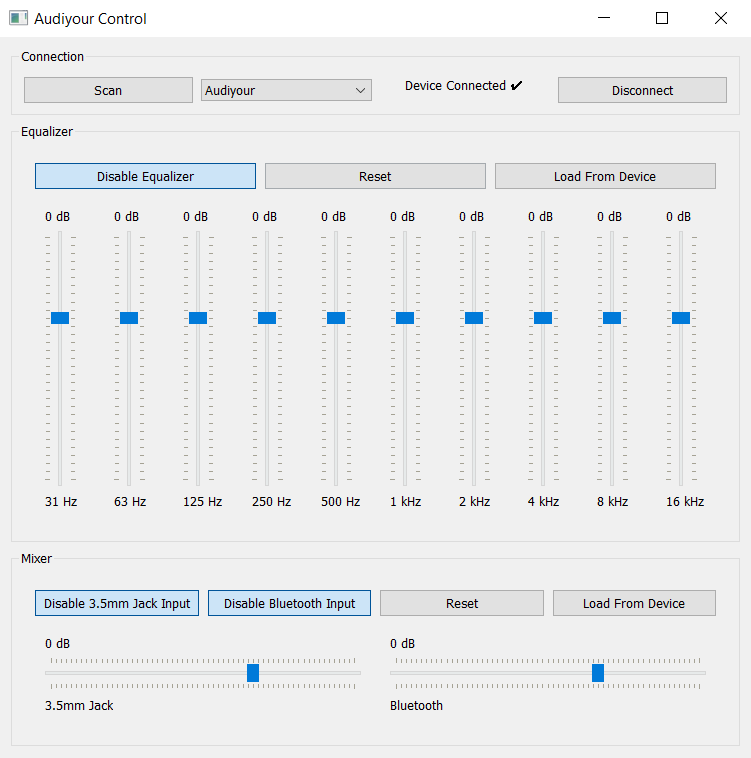 Audiyour Control
Connection
Scan Audiyour Device Connected ✔ Disconnect
Equalizer
Disable Equalizer Reset Load From Device
0 dB 0 dB 0 dB 0 dB 0 dB 0 dB 0 dB 0 dB 0 dB 0 dB
31 Hz 63 Hz 125 Hz 250 Hz 500 Hz 1 kHz 2 kHz 4 kHz 8 kHz 16 kHz
Mixer
Disable 3.5mm Jack Input Disable Bluetooth Input Reset Load From Device
0 dB 0 dB
3.5mm Jack Bluetooth